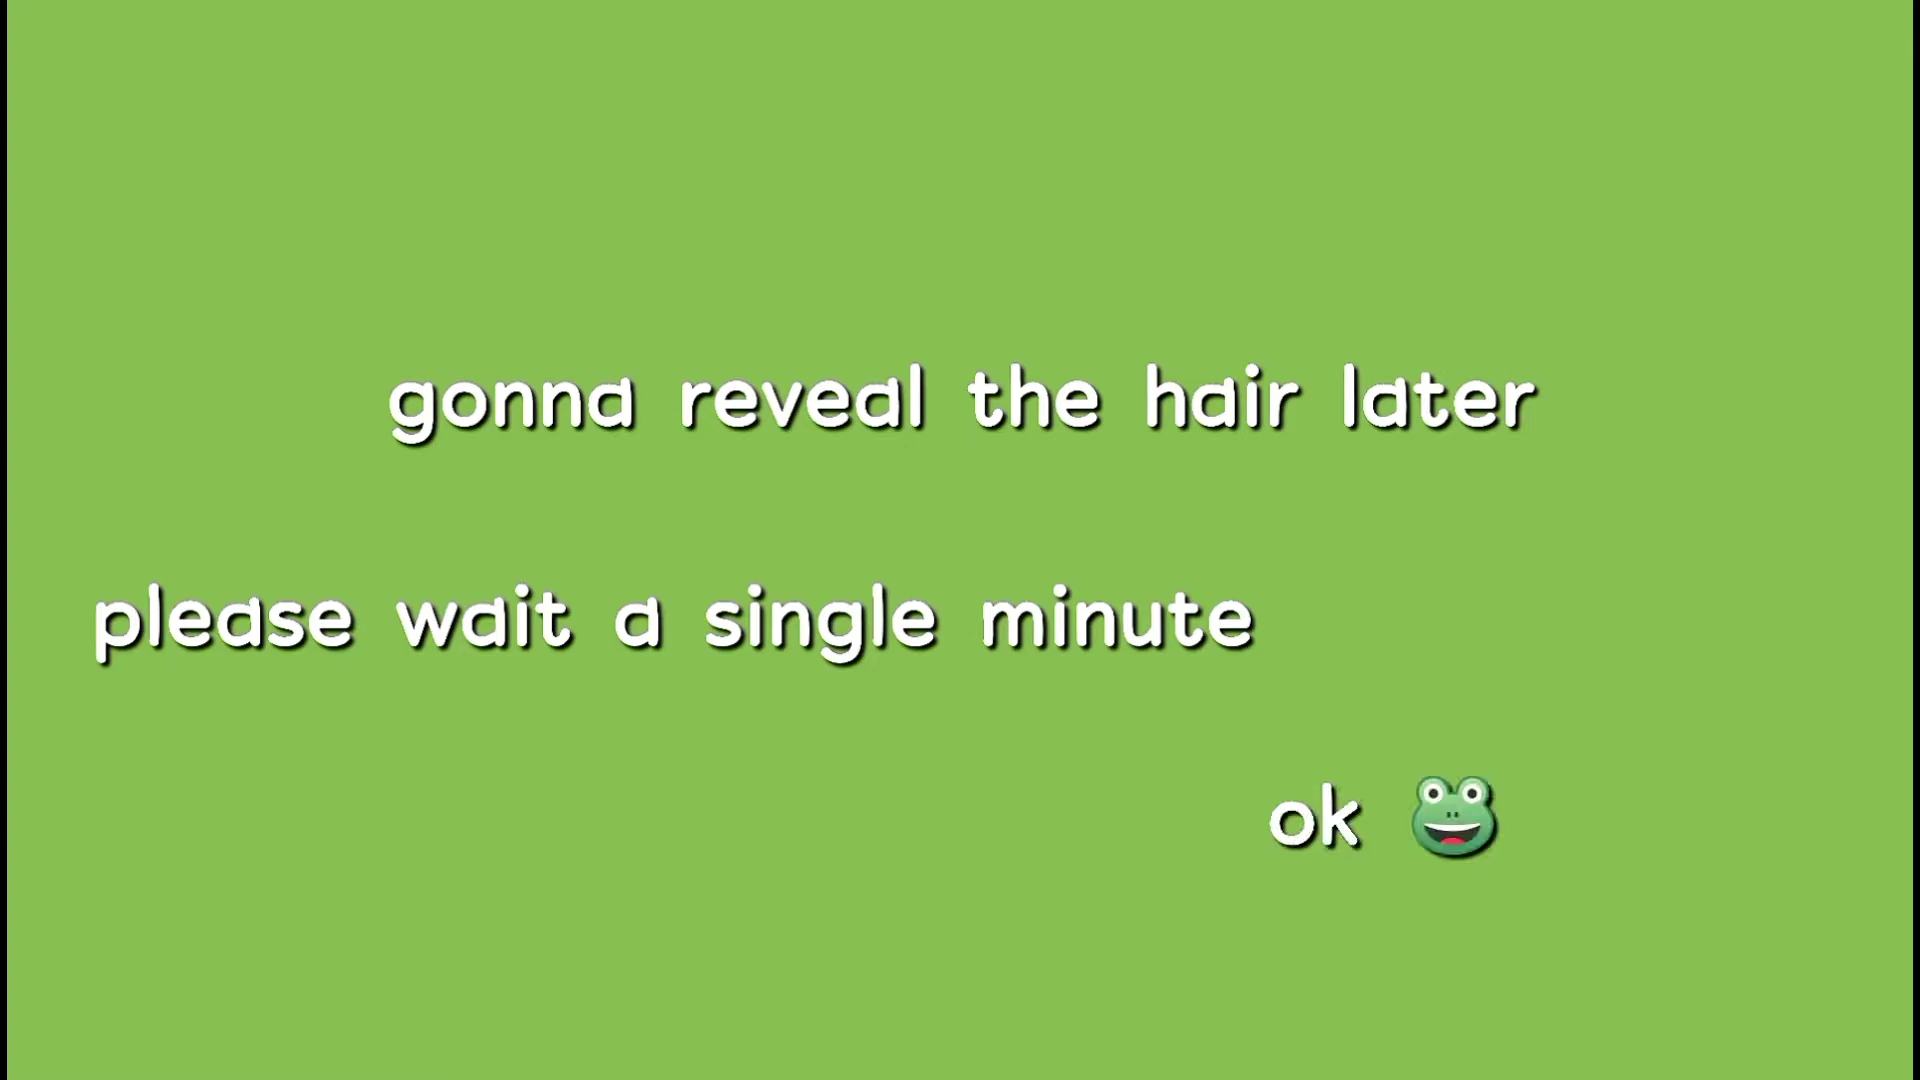 gonna reveal the hair later
please wait a single minute
ok 🐸